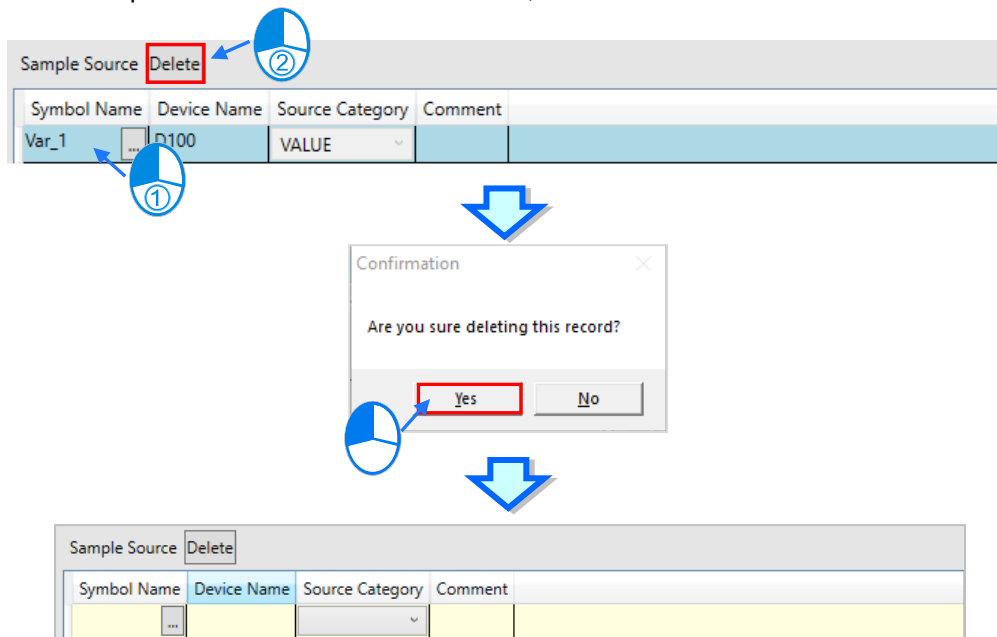 Sample Source Delete
②
Symbol Name Device Name Source Category Comment
Var_1 ... D100 VALUE
①
Confirmation
Are you sure deleting this record?
Yes No
Sample Source Delete
Symbol Name Device Name Source Category Comment
...